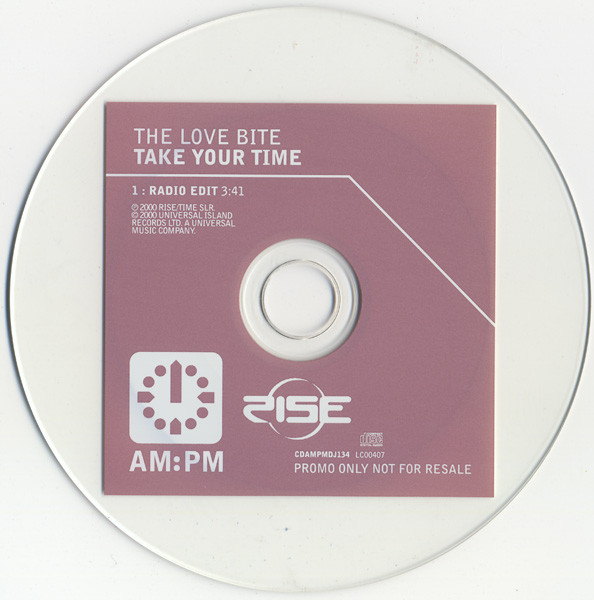 THE LOVE BITE
TAKE YOUR TIME
1 : RADIO EDIT 3:41
℗ 2000 RISE/TIME SLR.
© 2000 UNIVERSAL ISLAND
RECORDS LTD. A UNIVERSAL
MUSIC COMPANY.
RISE
AM:PM
CDAMPMDJ134 LC00407
PROMO ONLY NOT FOR RESALE